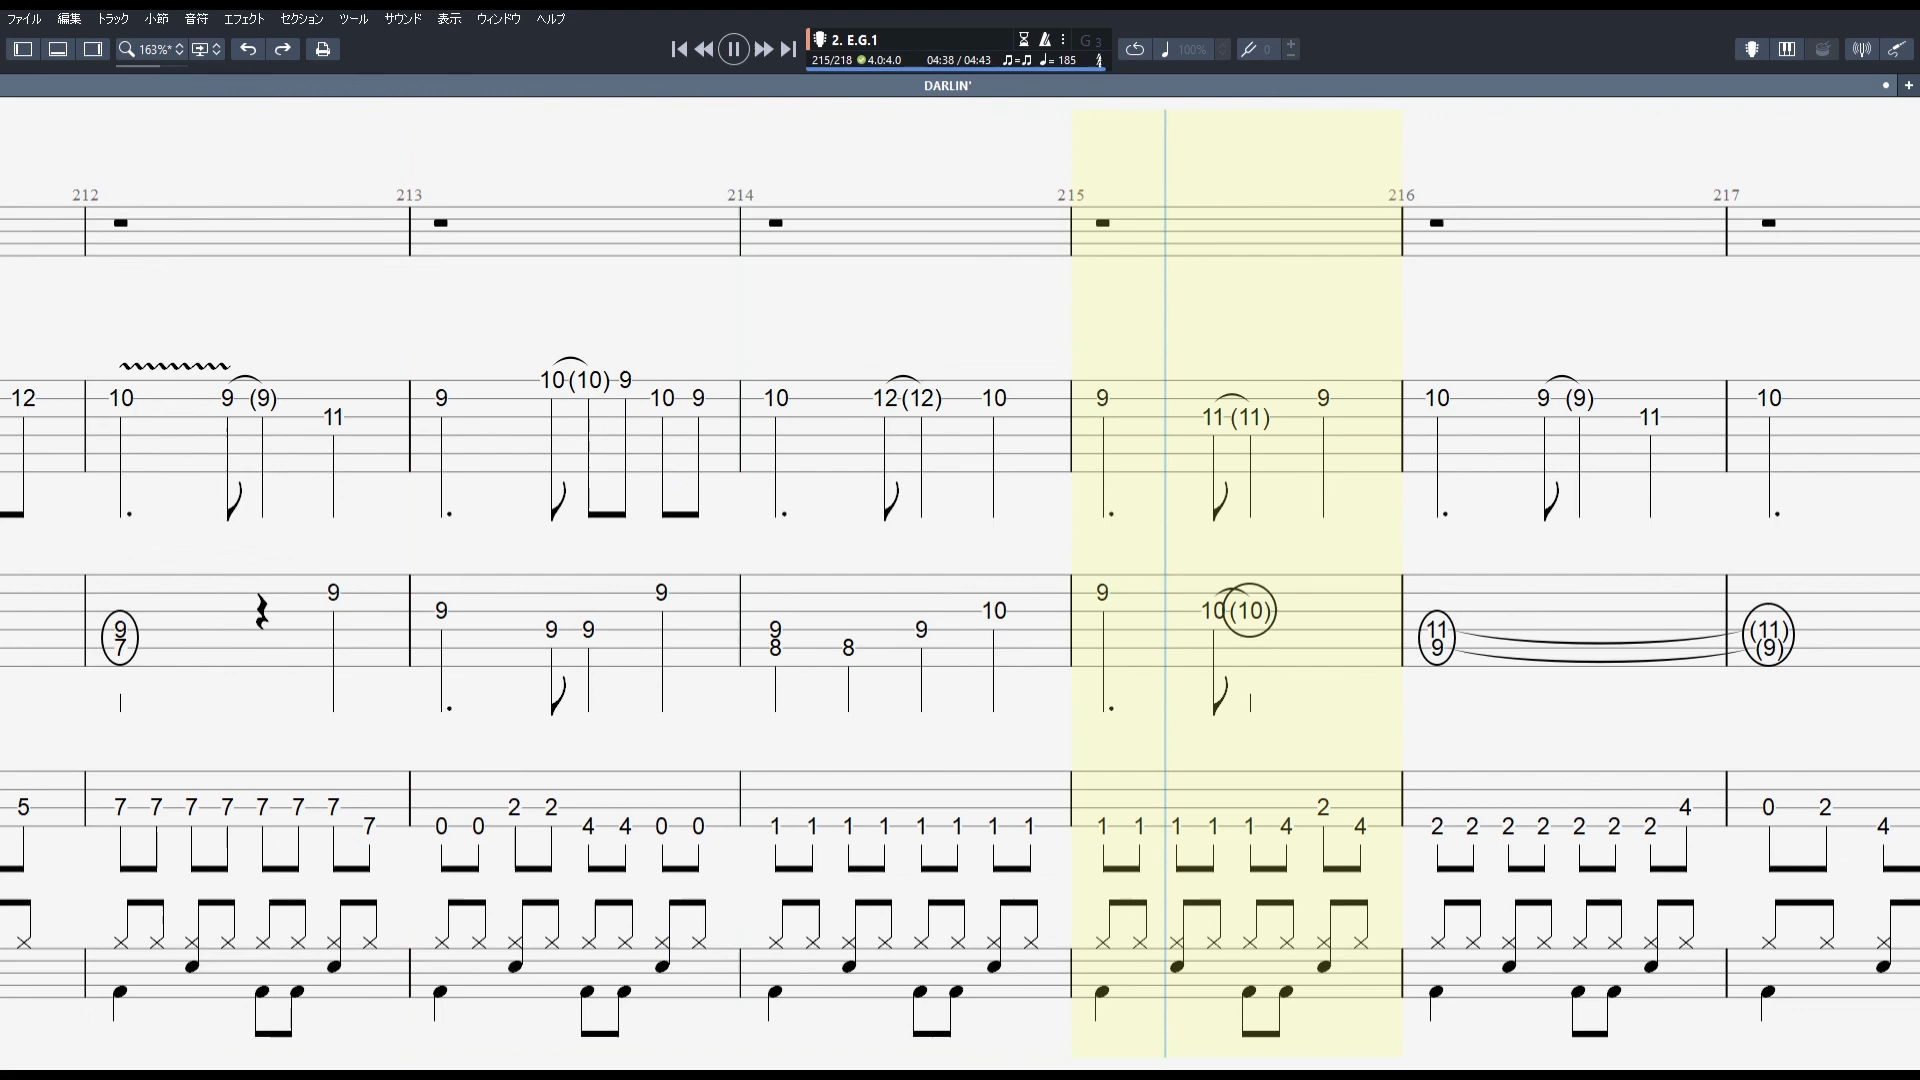 ファイル 編集 トラック 小節 音符 エフェクト セクション ツール サウンド 表示 ウィンドウ ヘルプ
163%* 2. E.G.1 G 3 100% 0
215/218 4.0:4.0 04:38 / 04:43 = 185
DARLIN'
212 213 214 215 216 217
10 (10) 9 10 (10) 9
12 10 9 (9) 9 10 9 10 12 (12) 10 9 9 10 9 (9) 10
11 11 (11) 11
9 9 9
9 10 10 (10)
9 9 9 9 9 11 (11)
7 8 8 9 (9)
5 7 7 7 7 7 7 7 2 2 2 4 0 2
7 0 0 4 4 0 0 1 1 1 1 1 1 1 1 1 1 1 1 1 4 4 2 2 2 2 2 2 2 4